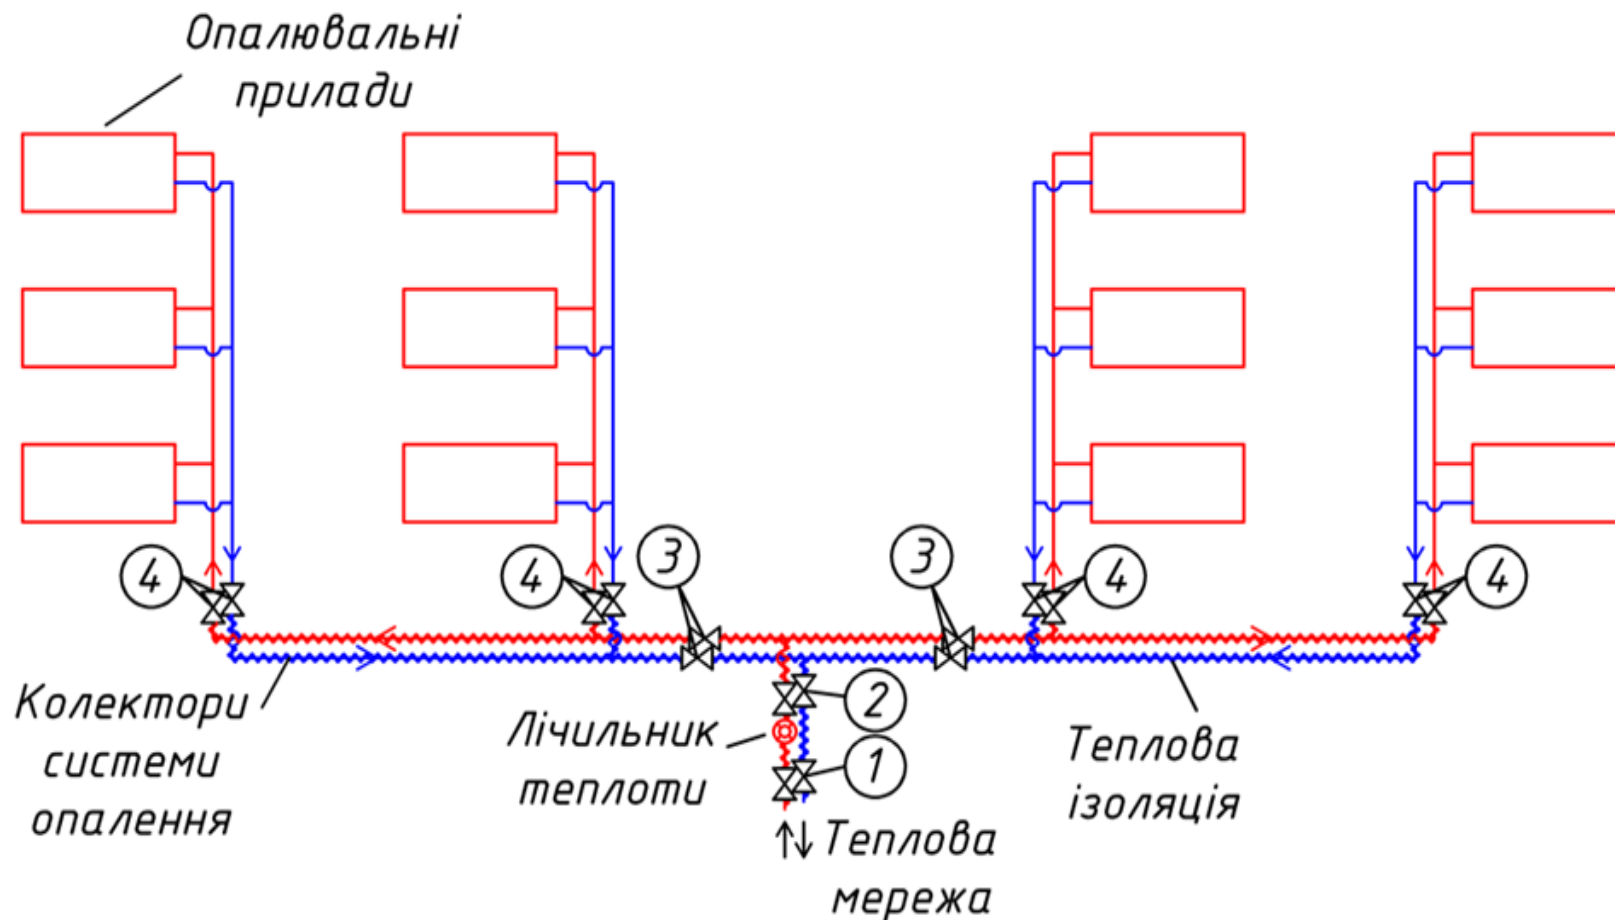 Опалювальні
прилади
4
4
3
3
4
4
Колектори
системи
опалення
Лічильник
теплоти
2
1
Теплова
ізоляція
Теплова
мережа